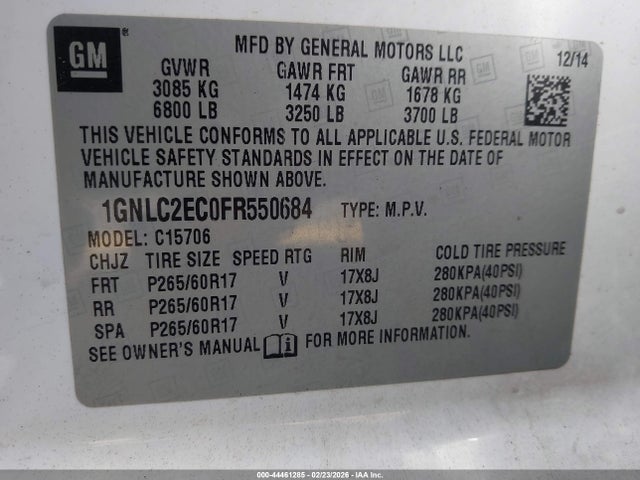 GM
MFD BY GENERAL MOTORS LLC
12/14
GVWR GAWR FRT GAWR RR
3085 KG 1474 KG 1678 KG
6800 LB 3250 LB 3700 LB
THIS VEHICLE CONFORMS TO ALL APPLICABLE U.S. FEDERAL MOTOR
VEHICLE SAFETY STANDARDS IN EFFECT ON THE DATE OF
MANUFACTURE SHOWN ABOVE.
1GNLC2EC0FR550684 TYPE: M.P.V.
MODEL: C15706
CHJZ TIRE SIZE SPEED RTG RIM COLD TIRE PRESSURE
FRT P265/60R17 V 17X8J 280KPA(40PSI)
RR P265/60R17 V 17X8J 280KPA(40PSI)
SPA P265/60R17 V 17X8J 280KPA(40PSI)
SEE OWNER'S MANUAL FOR MORE INFORMATION.
000-44461285 - 02/23/2026 - IAA Inc.